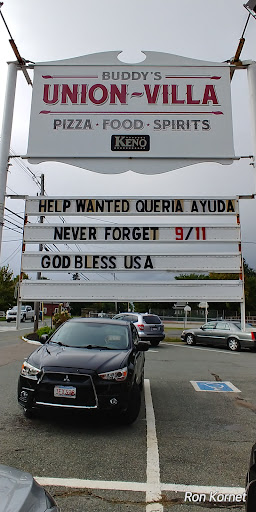 BUDDY'S
UNION~VILLA
PIZZA · FOOD · SPIRITS
KENO
HELP WANTED QUERIA AYUDA
NEVER FORGET 9/11
GOD BLESS USA
Ron Kornet